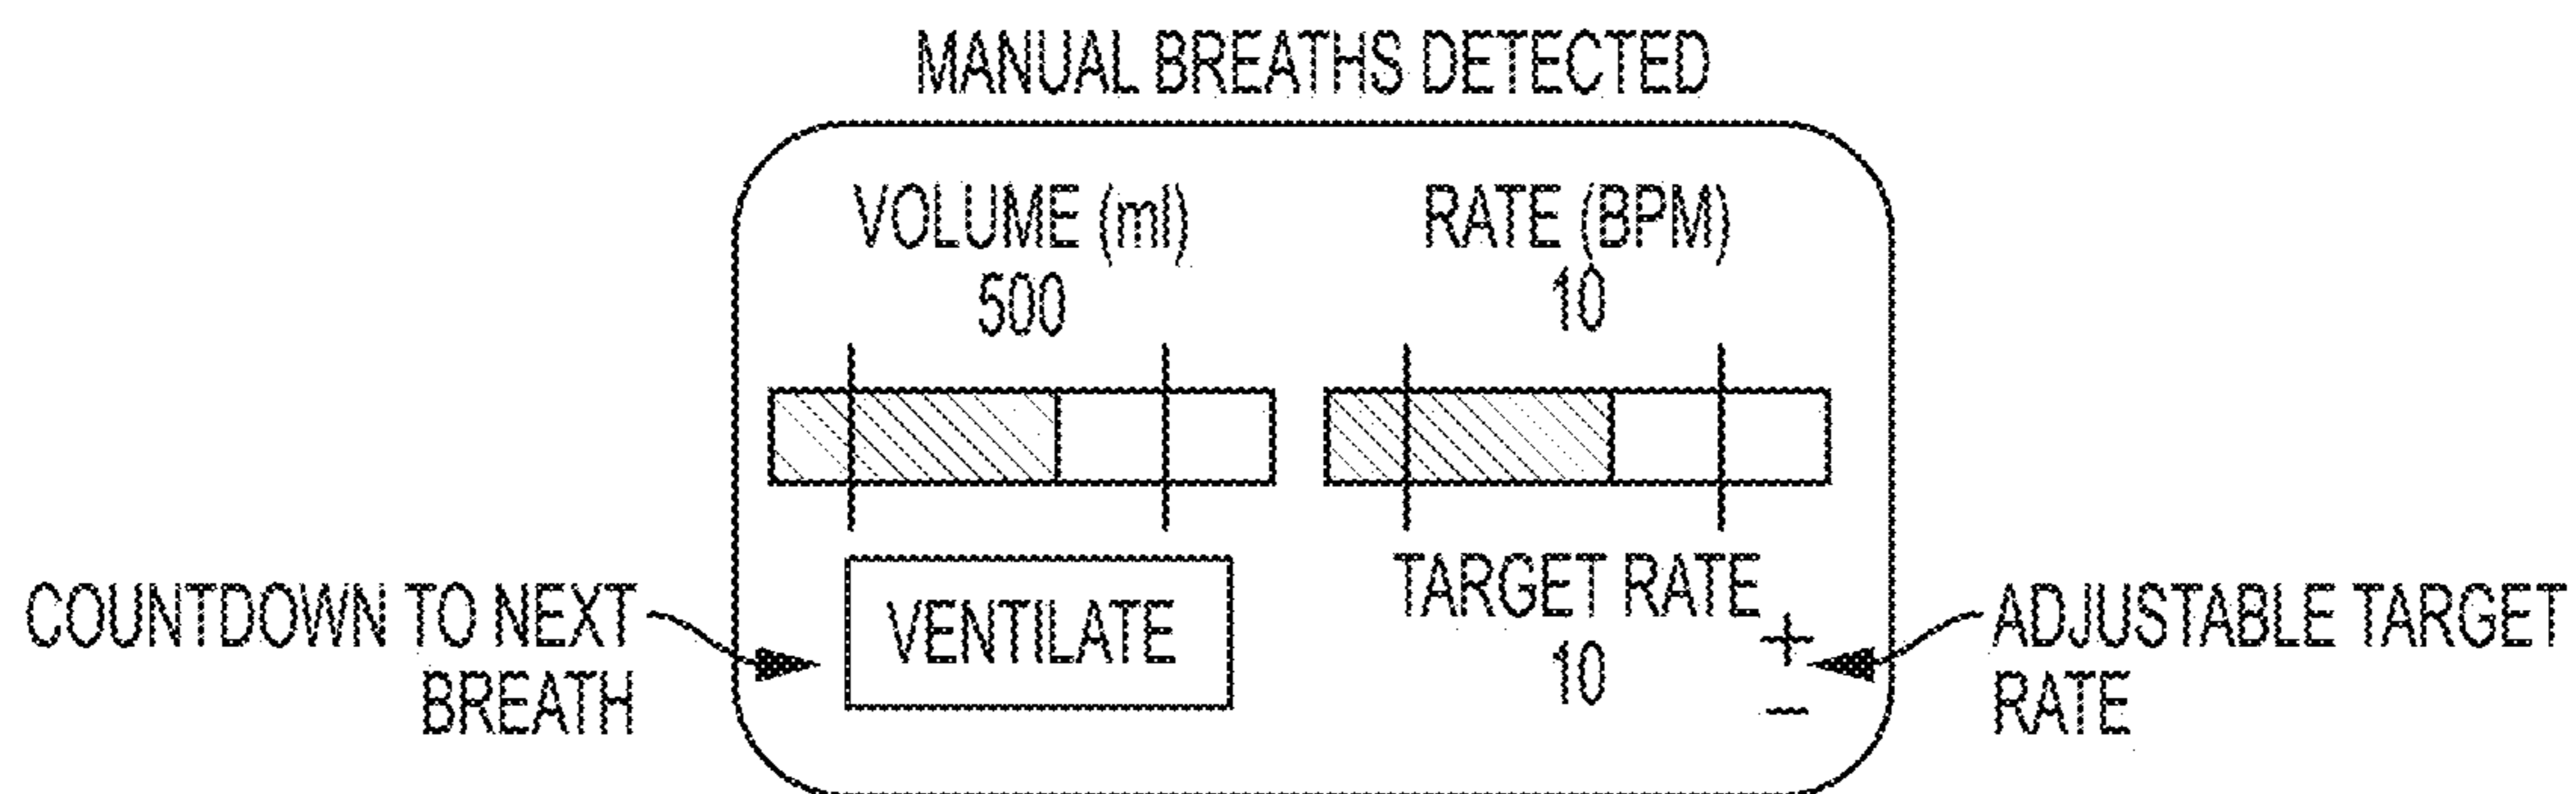 MANUAL BREATHS DETECTED
VOLUME (ml)
500
RATE (BPM)
10
COUNTDOWN TO NEXT
BREATH
VENTILATE
TARGET RATE
10
+
−
ADJUSTABLE TARGET
RATE